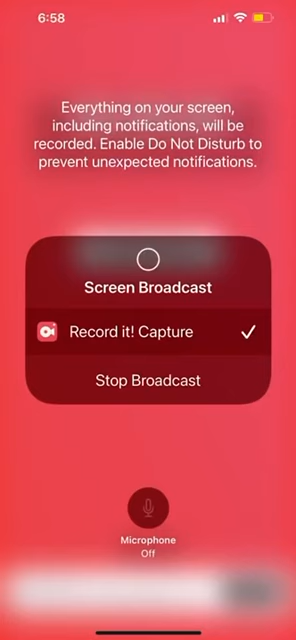 6:58
Everything on your screen,
including notifications, will be
recorded. Enable Do Not Disturb to
prevent unexpected notifications.
Screen Broadcast
Record it! Capture
Stop Broadcast
Microphone
Off